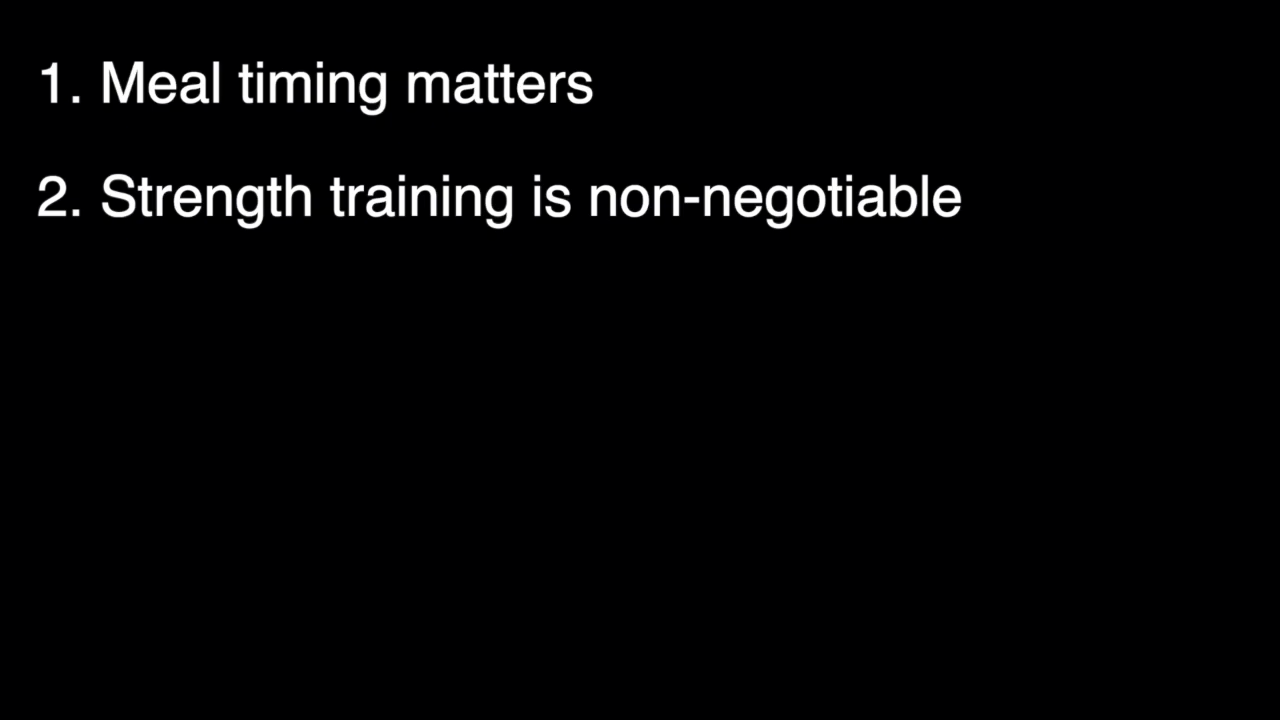 1. Meal timing matters
2. Strength training is non-negotiable